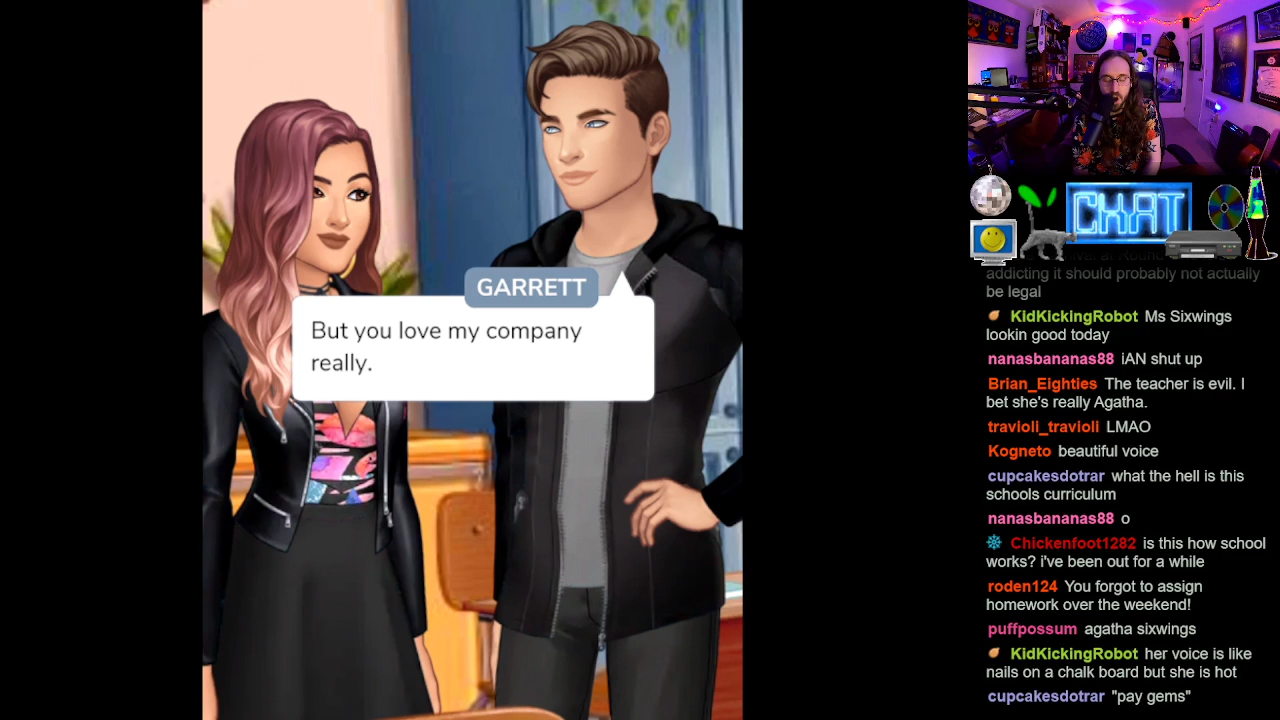 GARRETT
But you love my company
really.
CHAT
addicting it should probably not actually
be legal
KidKickingRobot Ms Sixwings
lookin good today
nanasbananas88 iAN shut up
Brian_Eighties The teacher is evil. I
bet she's really Agatha.
travioli_travioli LMAO
Kogneto beautiful voice
cupcakesdotrar what the hell is this
schools curriculum
nanasbananas88 o
Chickenfoot1282 is this how school
works? i've been out for a while
roden124 You forgot to assign
homework over the weekend!
puffpossum agatha sixwings
KidKickingRobot her voice is like
nails on a chalk board but she is hot
cupcakesdotrar "pay gems"